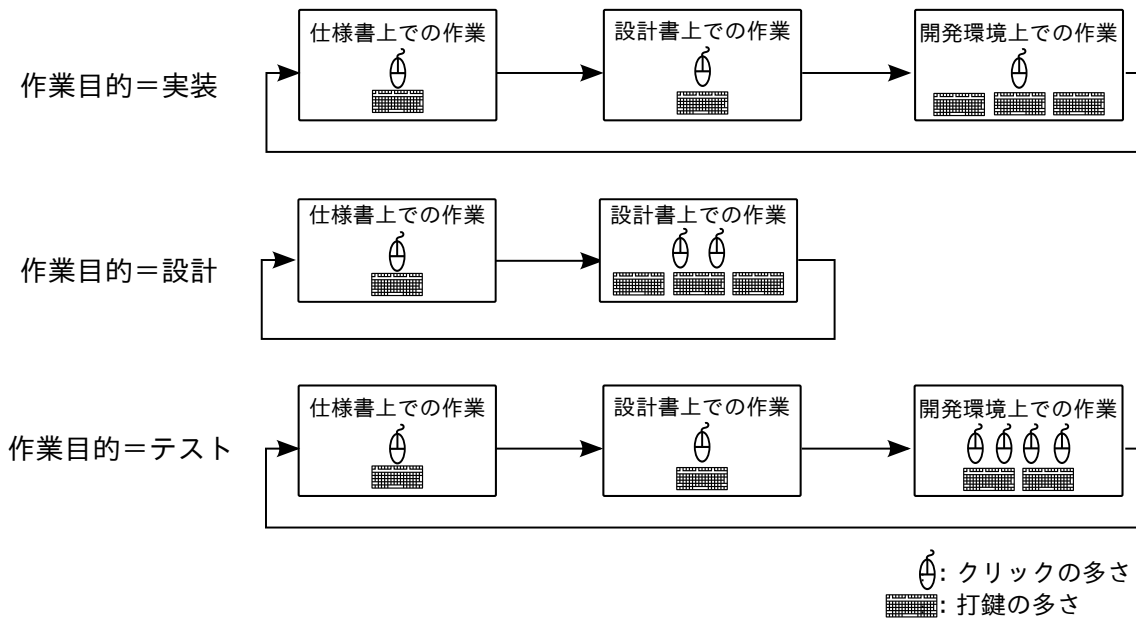 仕様書上での作業
設計書上での作業
開発環境上での作業
作業目的＝実装
仕様書上での作業
設計書上での作業
作業目的＝設計
仕様書上での作業
設計書上での作業
開発環境上での作業
作業目的＝テスト
: クリックの多さ
: 打鍵の多さ